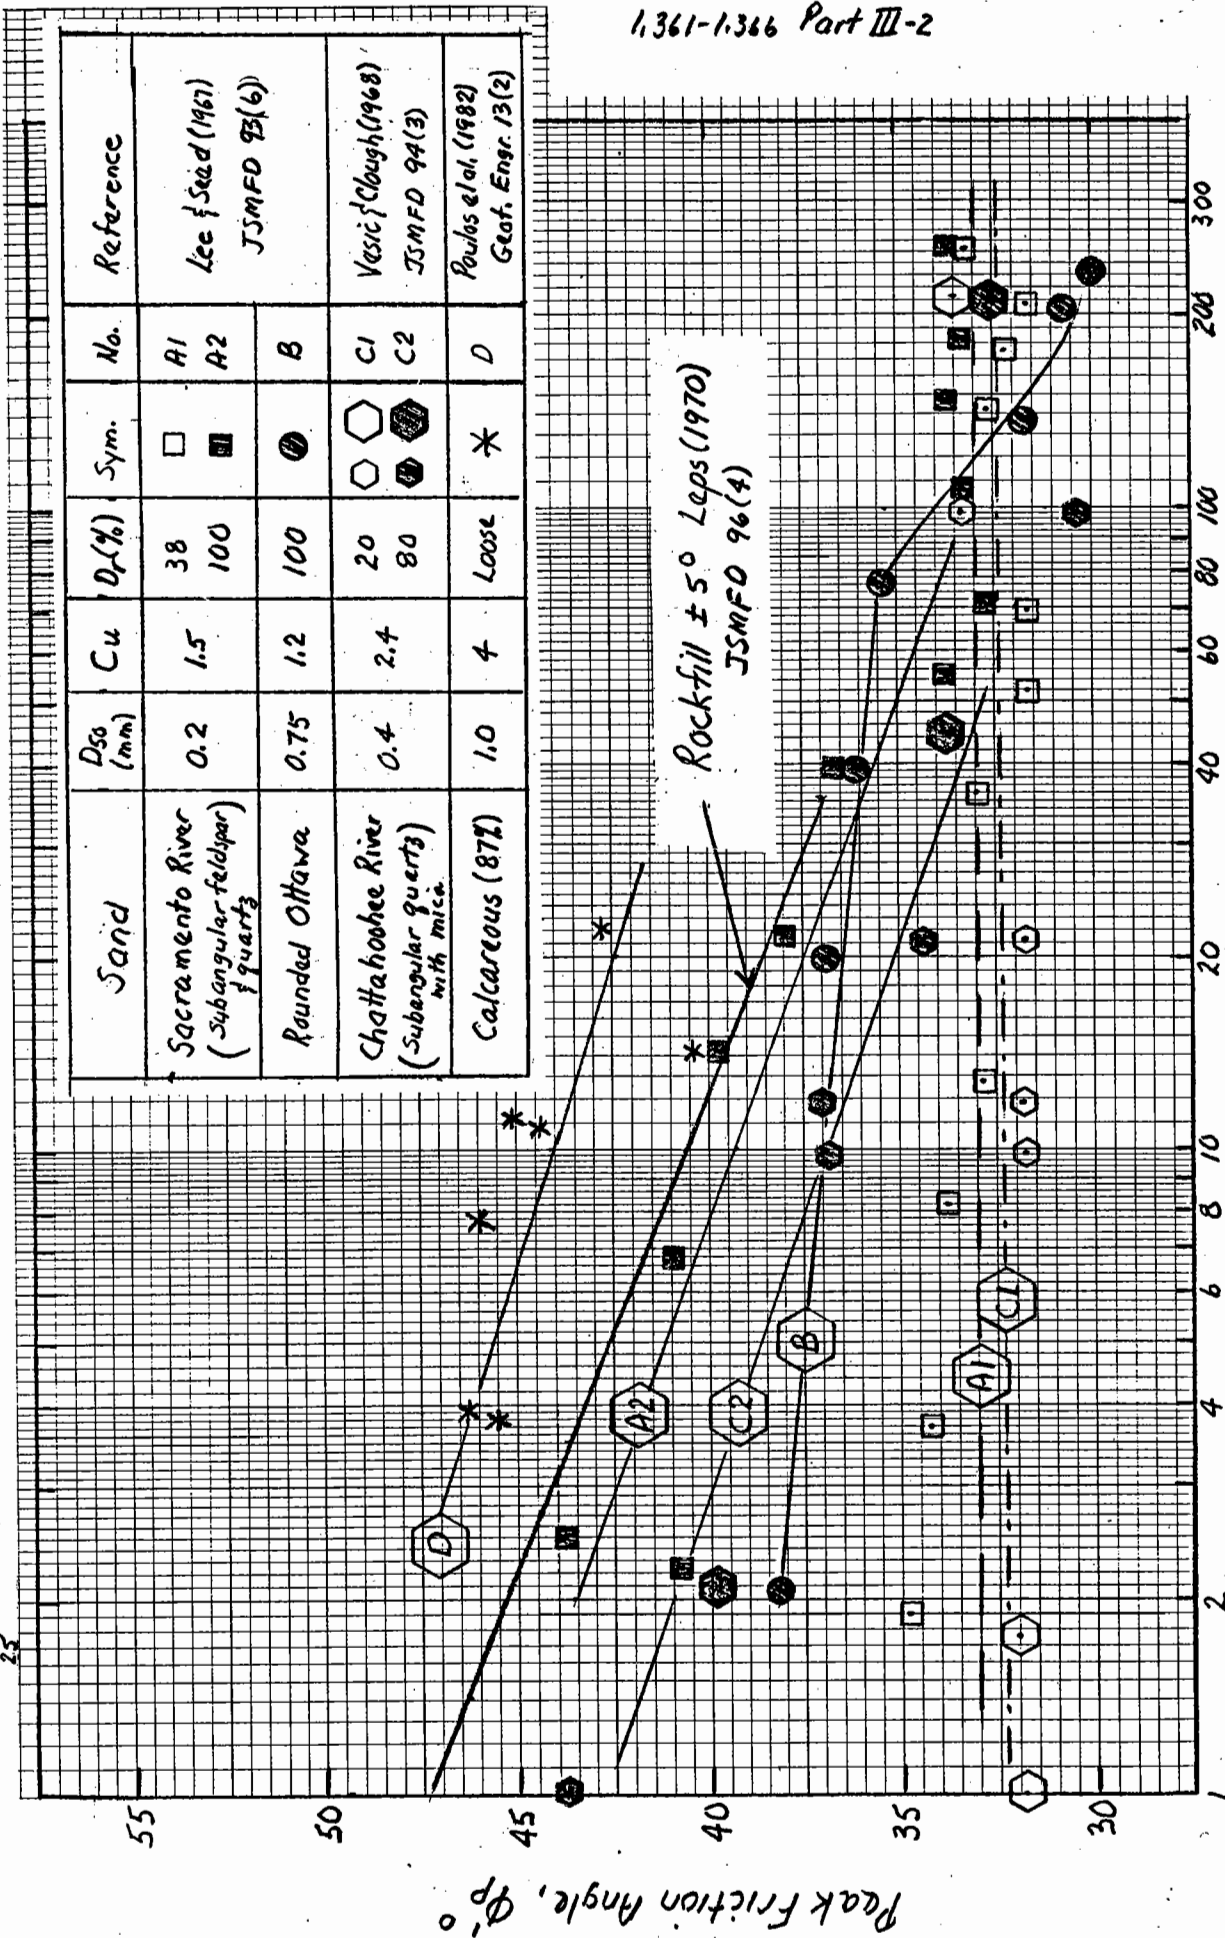 1.361-1.366 Part III-2
25
Sand
D50 (mm)
Cu
Dr(%)
Sym.
No.
Reference
Sacramento River
(Subangular feldspar
& quartz)
0.2
1.5
38
100
A1
A2
Lee & Seed (1967)
JSMFD 93(6)
Rounded Ottawa
0.75
1.2
100
B
Chattahoohee River
(Subangular quartz)
with mica
0.4
2.4
20
80
C1
C2
Vesic & Clough (1968)
JSMFD 94(3)
Calcareous (87%)
1.0
4
Loose
D
Poulos et al. (1982)
Geot. Engr. 13(2)
Rockfill ± 5° Leps (1970)
JSMFD 96(4)
D
A2
C2
B
A1
C1
Peak Friction Angle, ϕ'p°
55
50
45
40
35
30
1
2
4
6
8
10
20
40
60
80
100
200
300